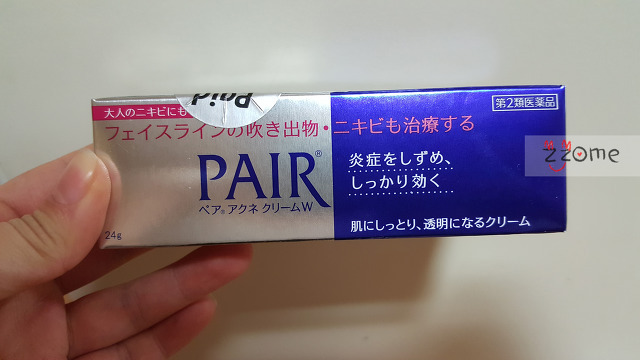 大人のニキビにも
Paid
第2類医薬品
フェイスラインの吹き出物・ニキビも治療する
PAIR®
ペア® アクネ クリームW
24g
炎症をしずめ、
しっかり効く
肌にしっとり、透明になるクリーム
zzome